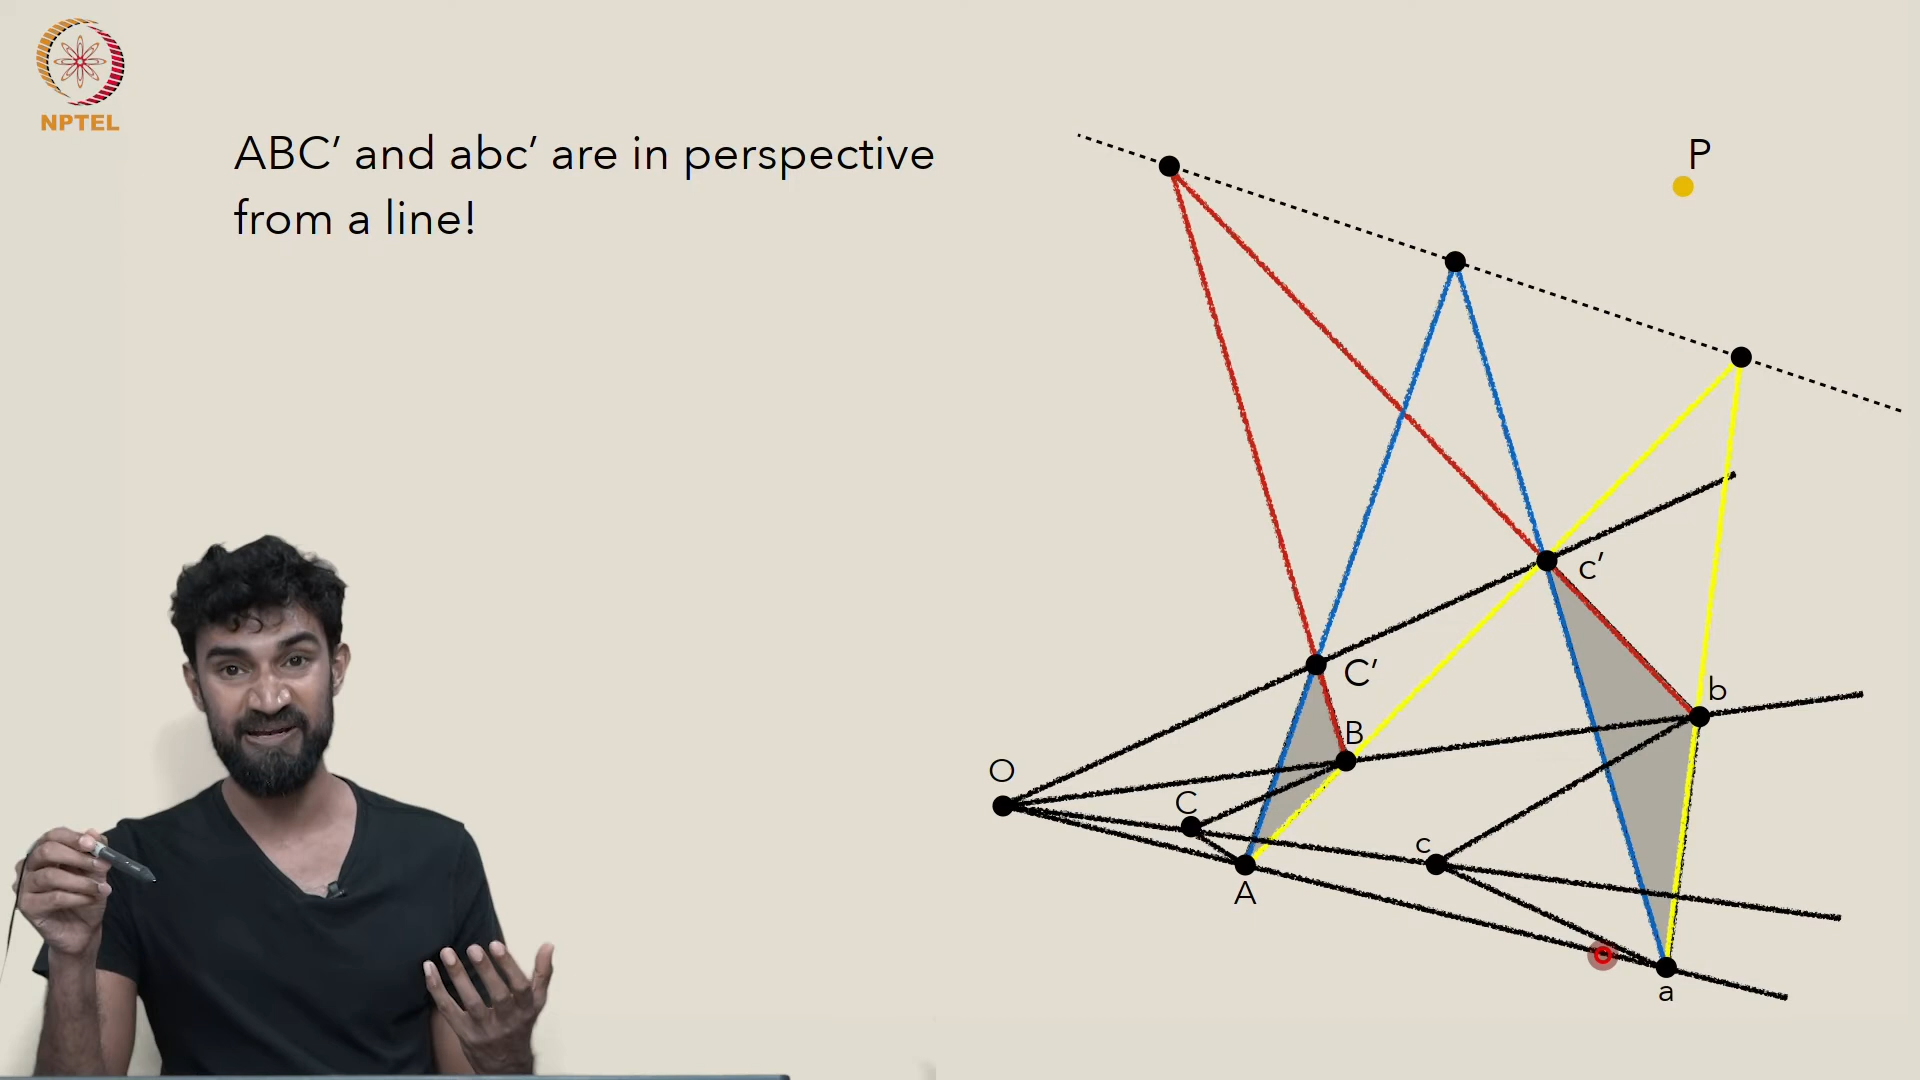 NPTEL
ABC′ and abc′ are in perspective
from a line!
P
c′
C′
b
B
O
C
c
A
a